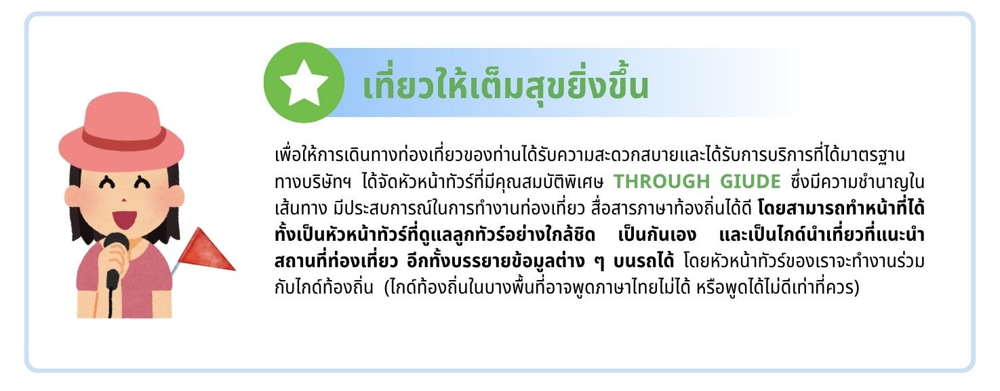 เที่ยวให้เต็มสุขยิ่งขึ้น
เพื่อให้การเดินทางท่องเที่ยวของท่านได้รับความสะดวกสบายและได้รับการบริการที่ได้มาตรฐาน
ทางบริษัทฯ ได้จัดหัวหน้าทัวร์ที่มีคุณสมบัติพิเศษ THROUGH GIUDE ซึ่งมีความชำนาญใน
เส้นทาง มีประสบการณ์ในการทำงานท่องเที่ยว สื่อสารภาษาท้องถิ่นได้ดี โดยสามารถทำหน้าที่ได้
ทั้งเป็นหัวหน้าทัวร์ที่ดูแลลูกทัวร์อย่างใกล้ชิด เป็นกันเอง และเป็นไกด์นำเที่ยวที่แนะนำ
สถานที่ท่องเที่ยว อีกทั้งบรรยายข้อมูลต่าง ๆ บนรถได้ โดยหัวหน้าทัวร์ของเราจะทำงานร่วม
กับไกด์ท้องถิ่น (ไกด์ท้องถิ่นในบางพื้นที่อาจพูดภาษาไทยไม่ได้ หรือพูดได้ไม่ดีเท่าที่ควร)